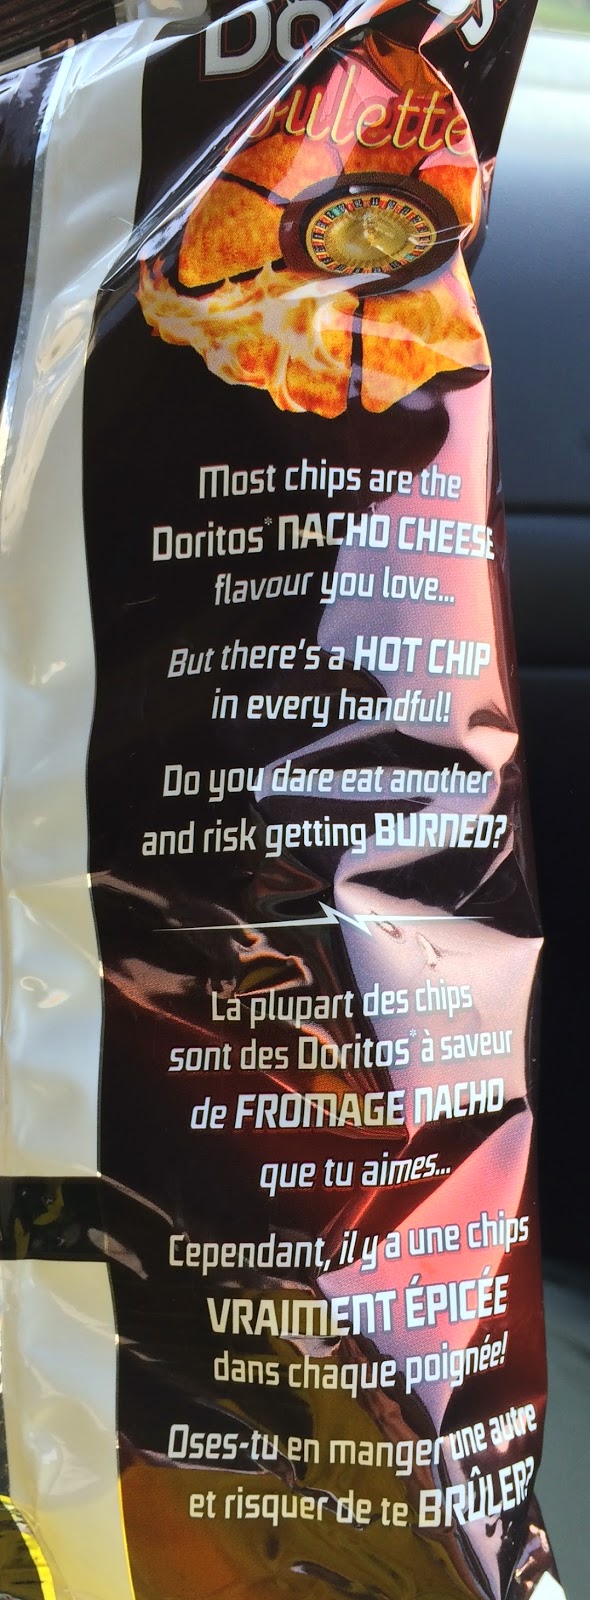 Roulette
Most chips are the
Doritos* NACHO CHEESE
flavour you love...
But there's a HOT CHIP
in every handful!
Do you dare eat another
and risk getting BURNED?
La plupart des chips
sont des Doritos* à saveur
de FROMAGE NACHO
que tu aimes...
Cependant, il y a une chips
VRAIMENT ÉPICÉE
dans chaque poignée!
Oses-tu en manger une autre
et risquer de te BRÛLER?